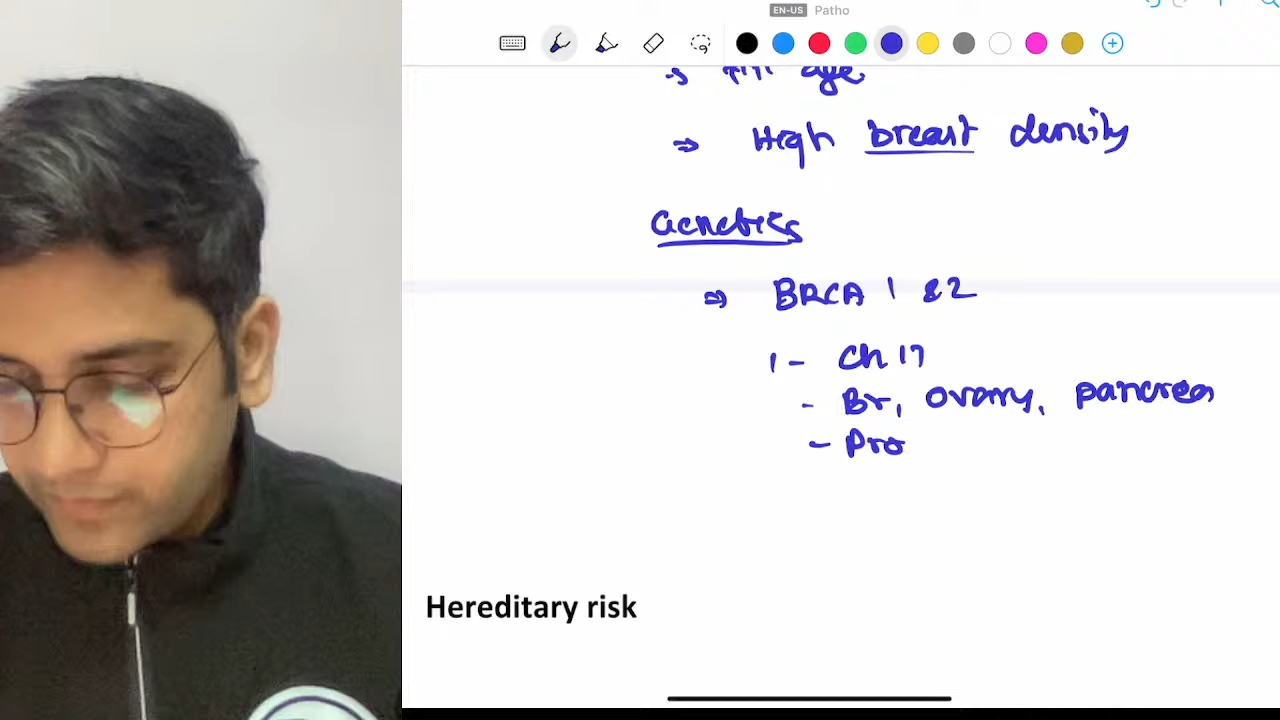 EN-US Patho
⇒ age
⇒ High breast density
Genetics
⇒ BRCA 1 & 2
1 - Ch 17
- Br, Ovary, Pancreas
- Pro
Hereditary risk